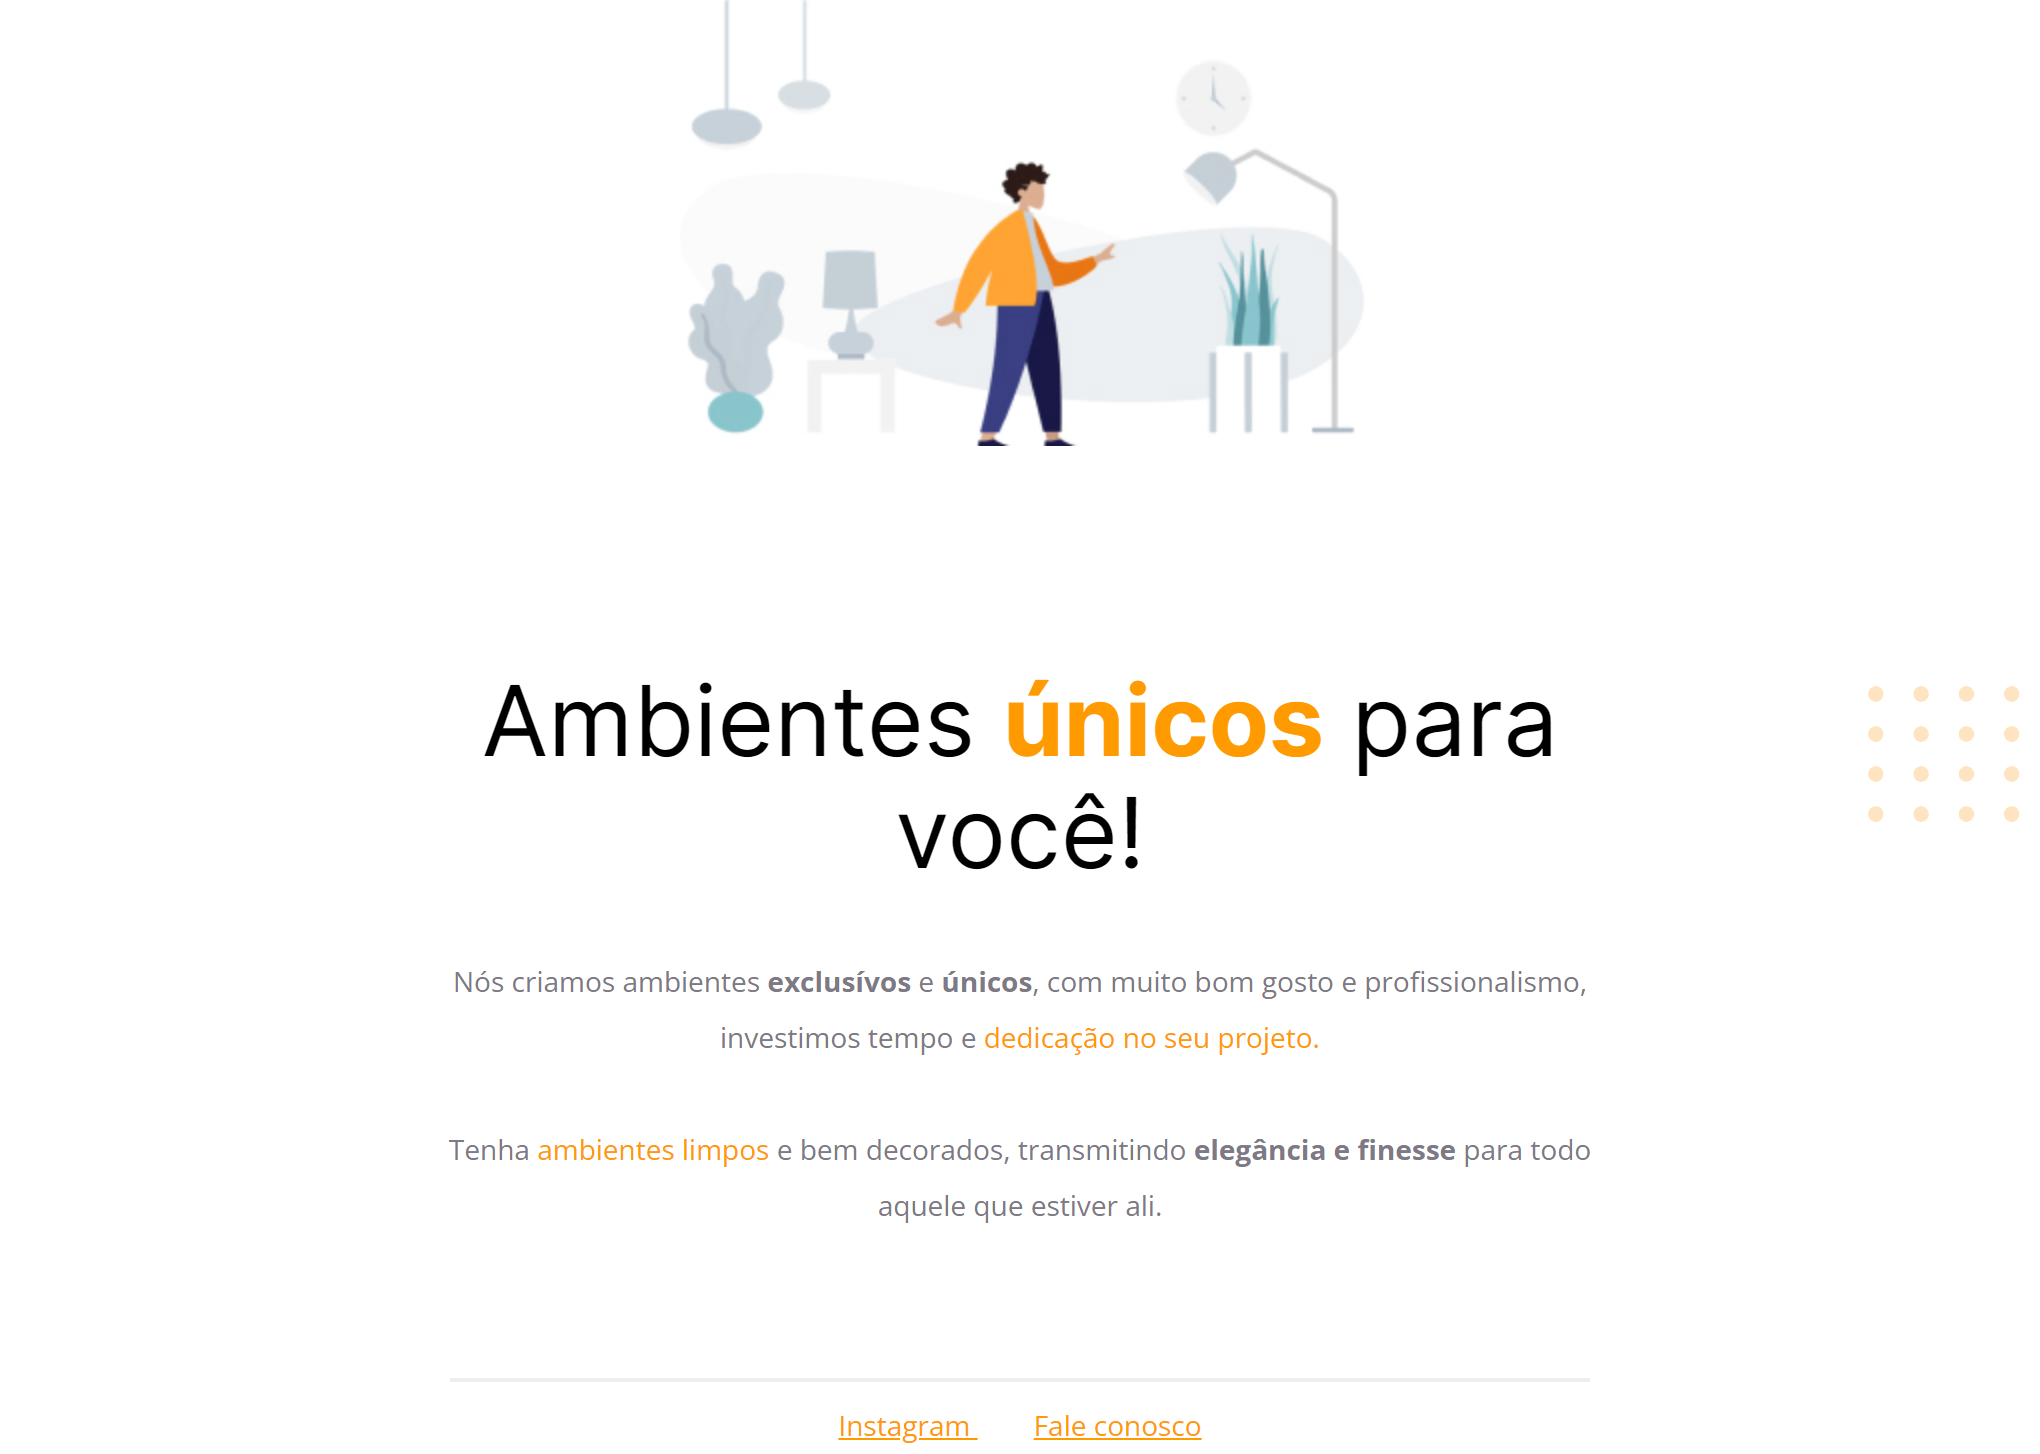 Ambientes únicos para
você!
Nós criamos ambientes exclusívos e únicos, com muito bom gosto e profissionalismo,
investimos tempo e dedicação no seu projeto.
Tenha ambientes limpos e bem decorados, transmitindo elegância e finesse para todo
aquele que estiver ali.
Instagram Fale conosco